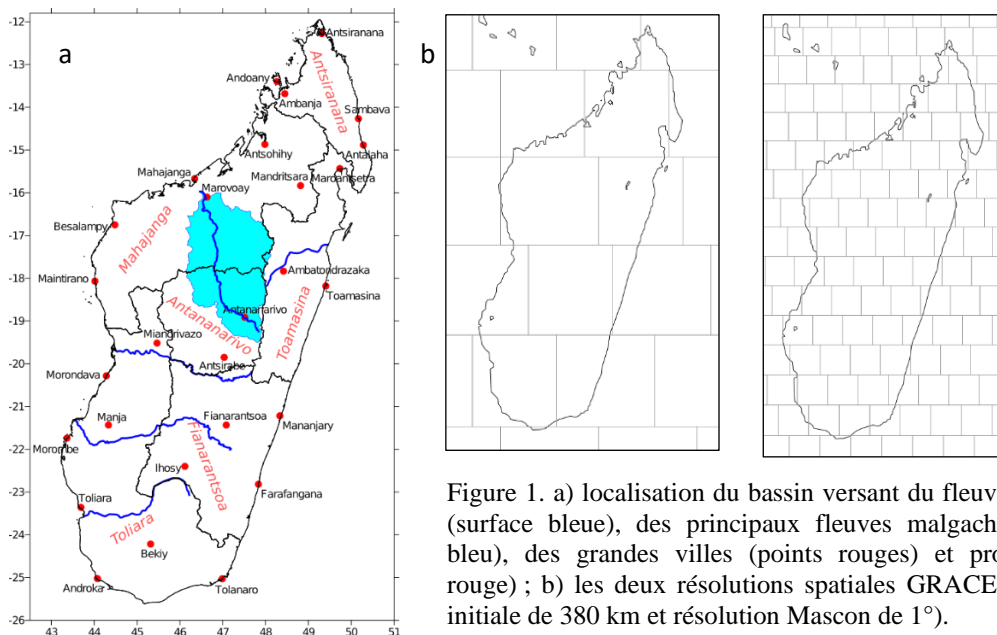 a
b
-12
-13
-14
-15
-16
-17
-18
-19
-20
-21
-22
-23
-24
-25
-26
43 44 45 46 47 48 49 50 51
Antsiranana
Andoany
Antsiranana
Ambanja
Sambava
Antsohihy
Antalaha
Mandritsara
Maroantsetra
Mahajanga
Marovoay
Besalampy
Mahajanga
Ambatondrazaka
Maintirano
Toamasina
Antananarivo
Antananarivo
Toamasina
Miandrivazo
Antsirabe
Morondava
Manja
Fianarantsoa
Mananjary
Morombe
Fianarantsoa
Ihosy
Farafangana
Toliara
Toliara
Bekiy
Androka
Tolanaro
Figure 1. a) localisation du bassin versant du fleuv
(surface bleue), des principaux fleuves malgach
bleu), des grandes villes (points rouges) et pro
rouge) ; b) les deux résolutions spatiales GRACE
initiale de 380 km et résolution Mascon de 1°).